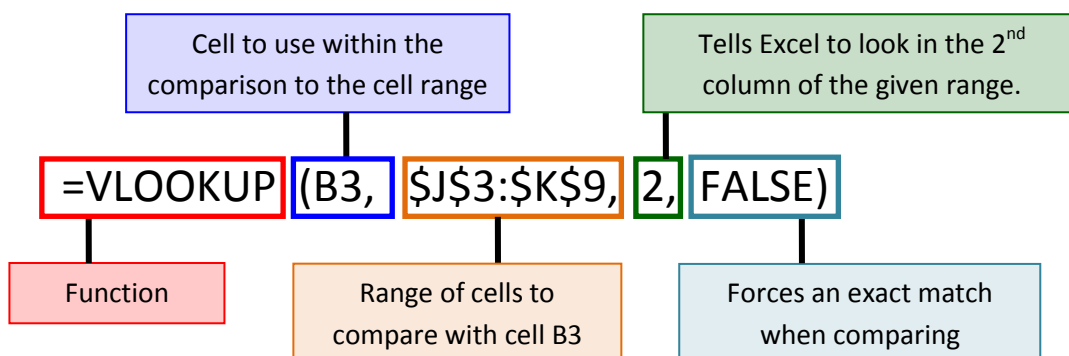 Cell to use within the
comparison to the cell range
Tells Excel to look in the 2nd
column of the given range.
=VLOOKUP (B3, $J$3:$K$9, 2, FALSE)
Function
Range of cells to
compare with cell B3
Forces an exact match
when comparing